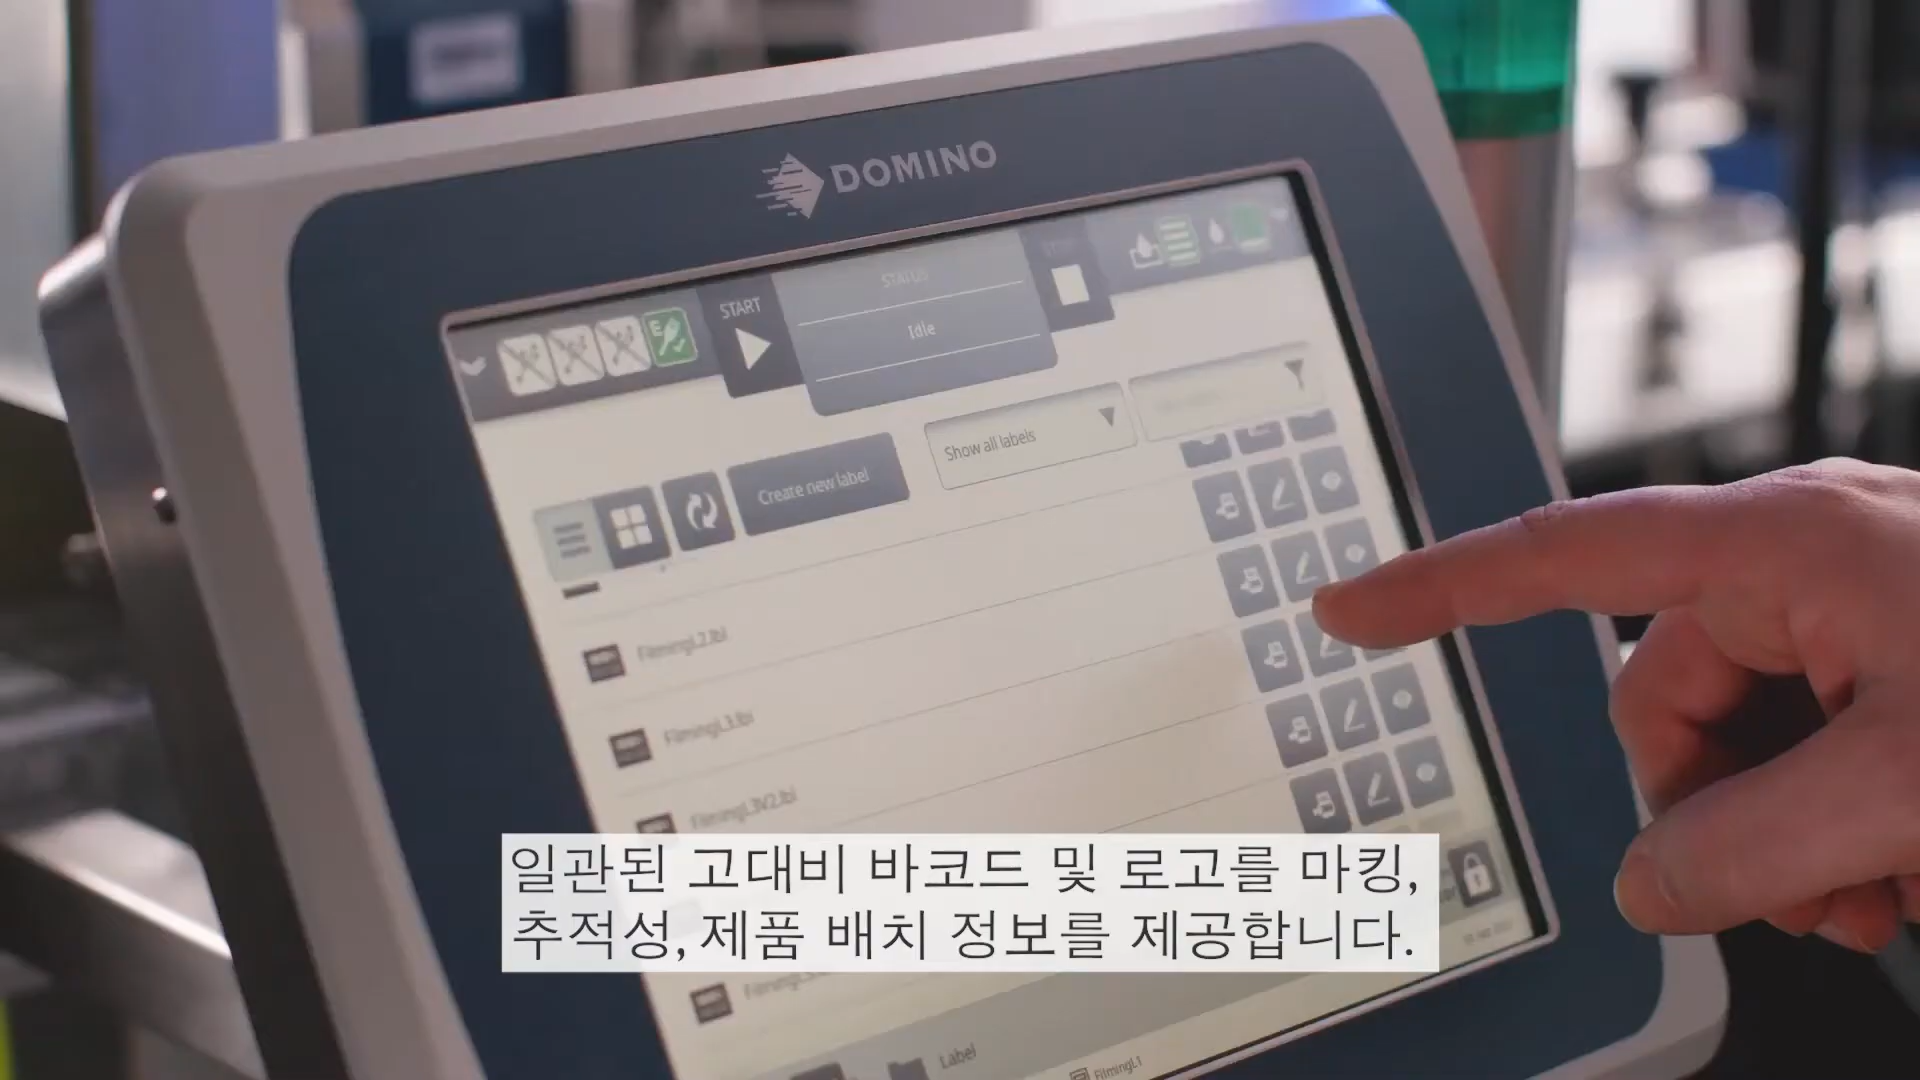 DOMINO
START
STATUS
Idle
Show all labels
Create new label
FilmingL2.lbl
FilmingL3.lbl
FilmingL3V2.lbl
일관된 고대비 바코드 및 로고를 마킹,
추적성, 제품 배치 정보를 제공합니다.
Label
FilmingL1